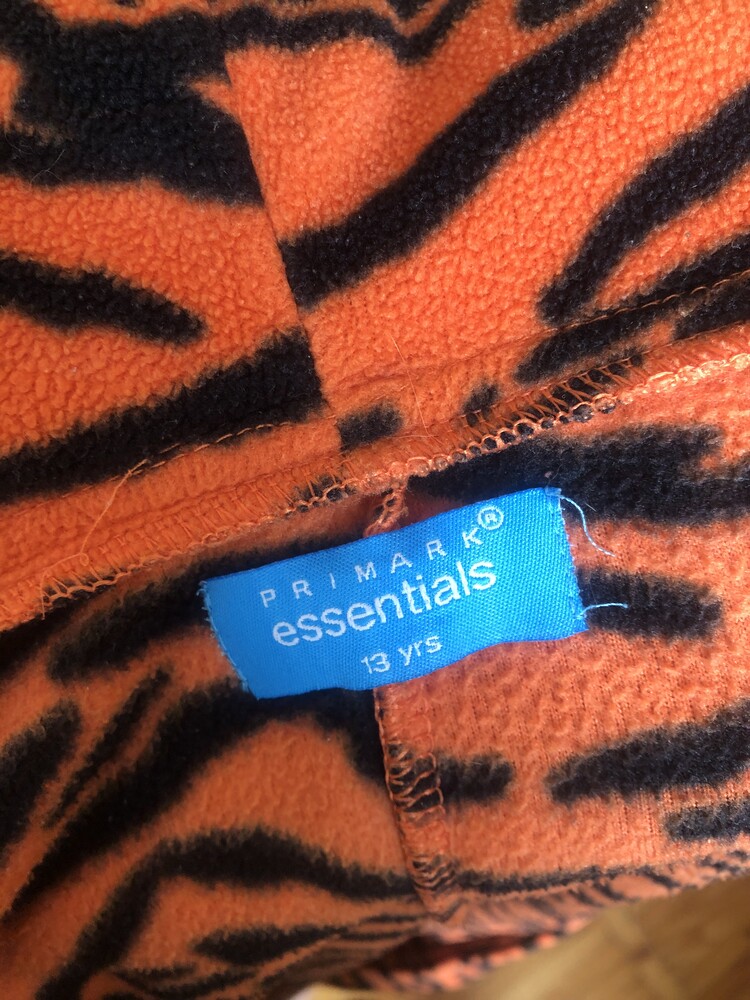 PRIMARK®
essentials
13 yrs